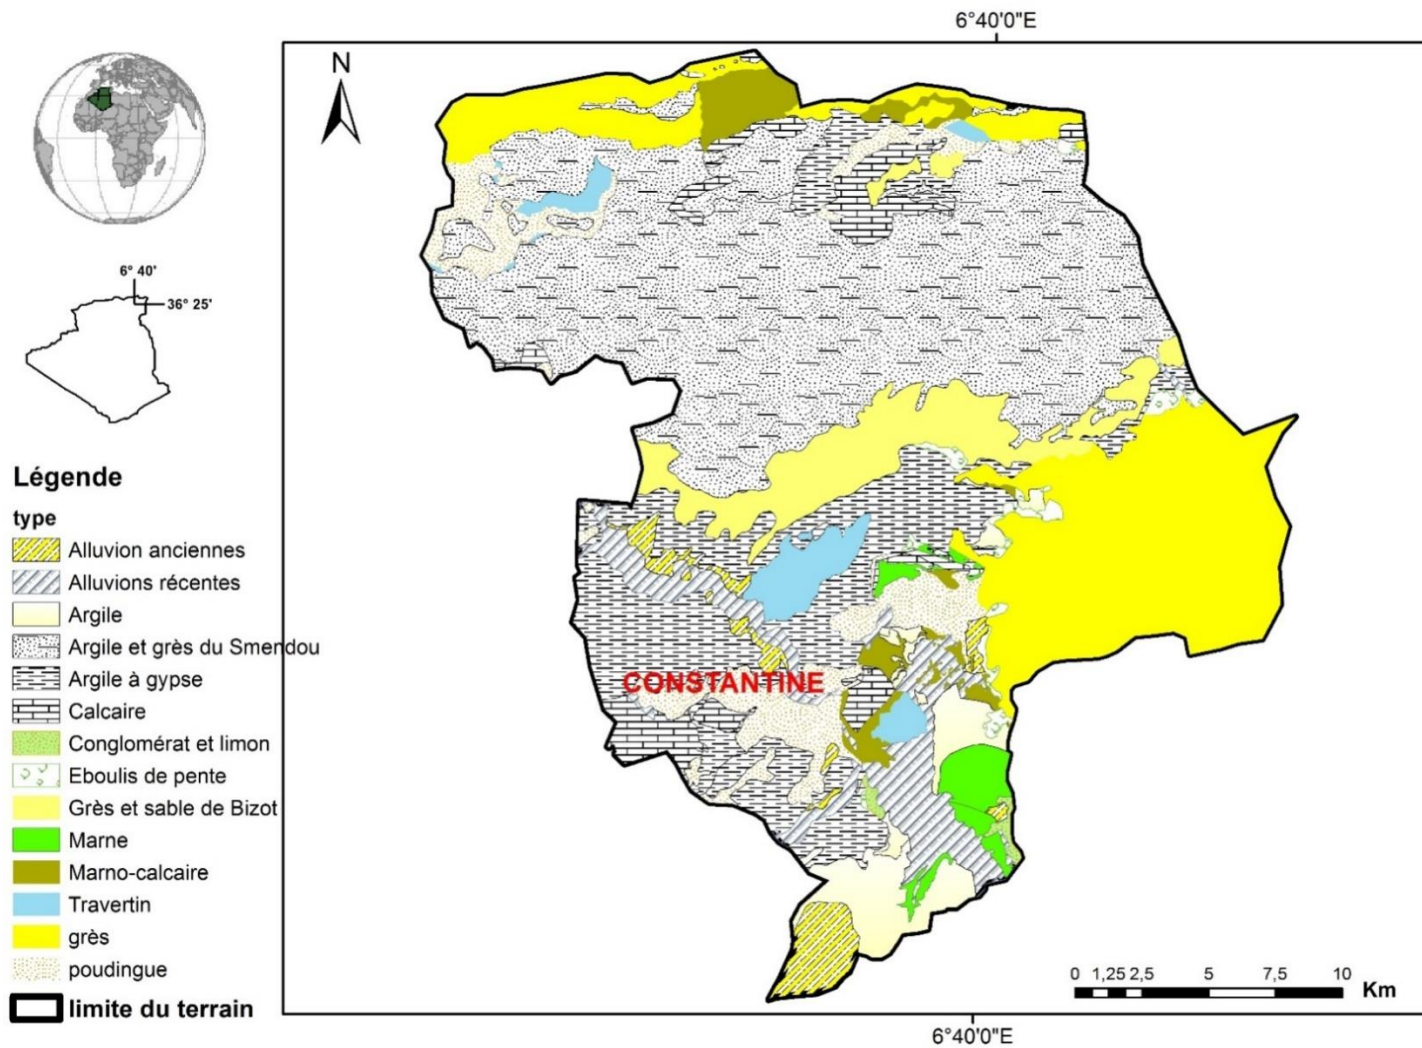 6°40'0"E
N
6° 40'
36° 25'
Légende
type
Alluvion anciennes
Alluvions récentes
Argile
Argile et grès du Smendou
Argile à gypse
Calcaire
Conglomérat et limon
Eboulis de pente
Grès et sable de Bizot
Marne
Marno-calcaire
Travertin
grès
poudingue
limite du terrain
CONSTANTINE
0 1,25 2,5 5 7,5 10
Km
6°40'0"E